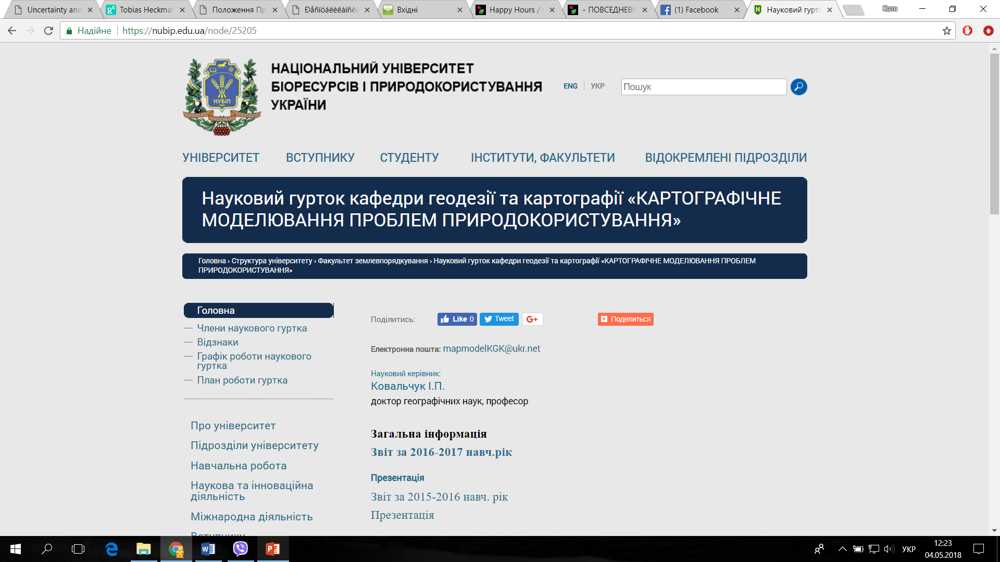 Uncertainty ana
Tobias Heckmar
Положення Пр
Ðåñïóáëèêàíñê
Вхідні
Happy Hours /
• ПОВСЕДНЕВН
(1) Facebook
Науковий гурто
Катя
Надійне
https://nubip.edu.ua/node/25205
НАЦІОНАЛЬНИЙ УНІВЕРСИТЕТ
БІОРЕСУРСІВ І ПРИРОДОКОРИСТУВАННЯ
УКРАЇНИ
НУБіП
ENG
УКР
Пошук
УНІВЕРСИТЕТ
ВСТУПНИКУ
СТУДЕНТУ
ІНСТИТУТИ, ФАКУЛЬТЕТИ
ВІДОКРЕМЛЕНІ ПІДРОЗДІЛИ
Науковий гурток кафедри геодезії та картографії «КАРТОГРАФІЧНЕ
МОДЕЛЮВАННЯ ПРОБЛЕМ ПРИРОДОКОРИСТУВАННЯ»
Головна › Структура університету › Факультет землевпорядкування › Науковий гурток кафедри геодезії та картографії «КАРТОГРАФІЧНЕ МОДЕЛЮВАННЯ ПРОБЛЕМ
ПРИРОДОКОРИСТУВАННЯ»
Головна
Члени наукового гуртка
Відзнаки
Графік роботи наукового
гуртка
План роботи гуртка
Про університет
Підрозділи університету
Навчальна робота
Наукова та інноваційна
діяльність
Міжнародна діяльність
Вступнику
Поділитись:
Like 0
Tweet
G+
Поделиться
Електронна пошта: mapmodelKGK@ukr.net
Науковий керівник:
Ковальчук І.П.
доктор географічних наук, професор
Загальна інформація
Звіт за 2016-2017 навч.рік
Презентація
Звіт за 2015-2016 навч. рік
Презентація
УКР
12:23
04.05.2018